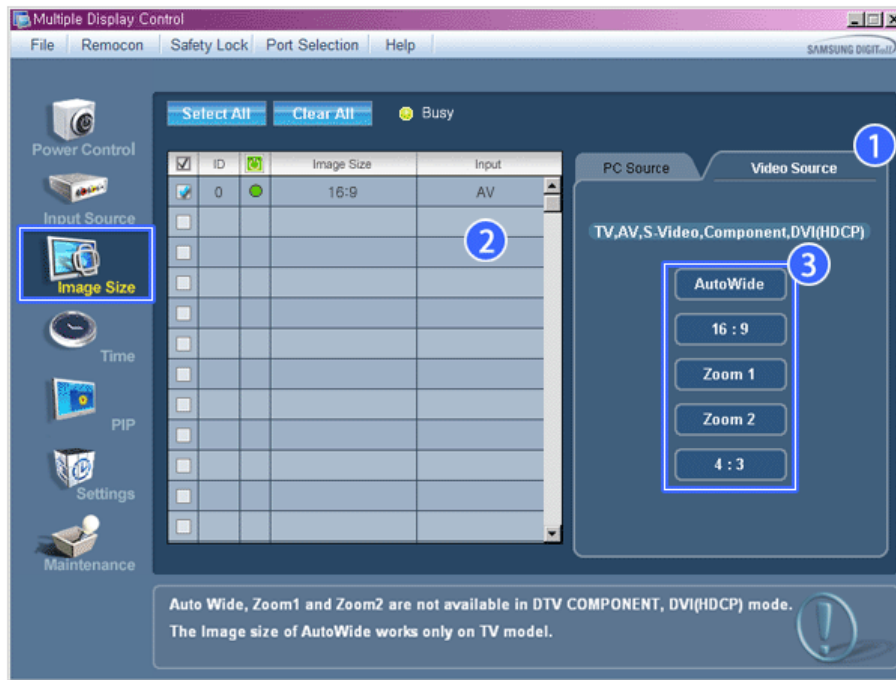 Multiple Display Control
File Remocon Safety Lock Port Selection Help
SAMSUNG DIGITall
Select All Clear All Busy
1
Power Control
ID Image Size Input
PC Source Video Source
0 16:9 AV
Input Source
2
TV,AV,S-Video,Component,DVI(HDCP)
3
Image Size
AutoWide
16 : 9
Time
Zoom 1
PIP
Zoom 2
4 : 3
Settings
Maintenance
Auto Wide, Zoom1 and Zoom2 are not available in DTV COMPONENT, DVI(HDCP) mode.
The Image size of AutoWide works only on TV model.